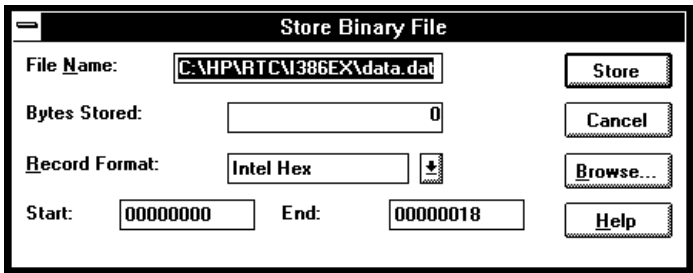 Store Binary File
File Name: C:\HP\RTC\I386EX\data.dat Store
Bytes Stored: 0 Cancel
Record Format: Intel Hex Browse...
Start: 00000000 End: 00000018 Help